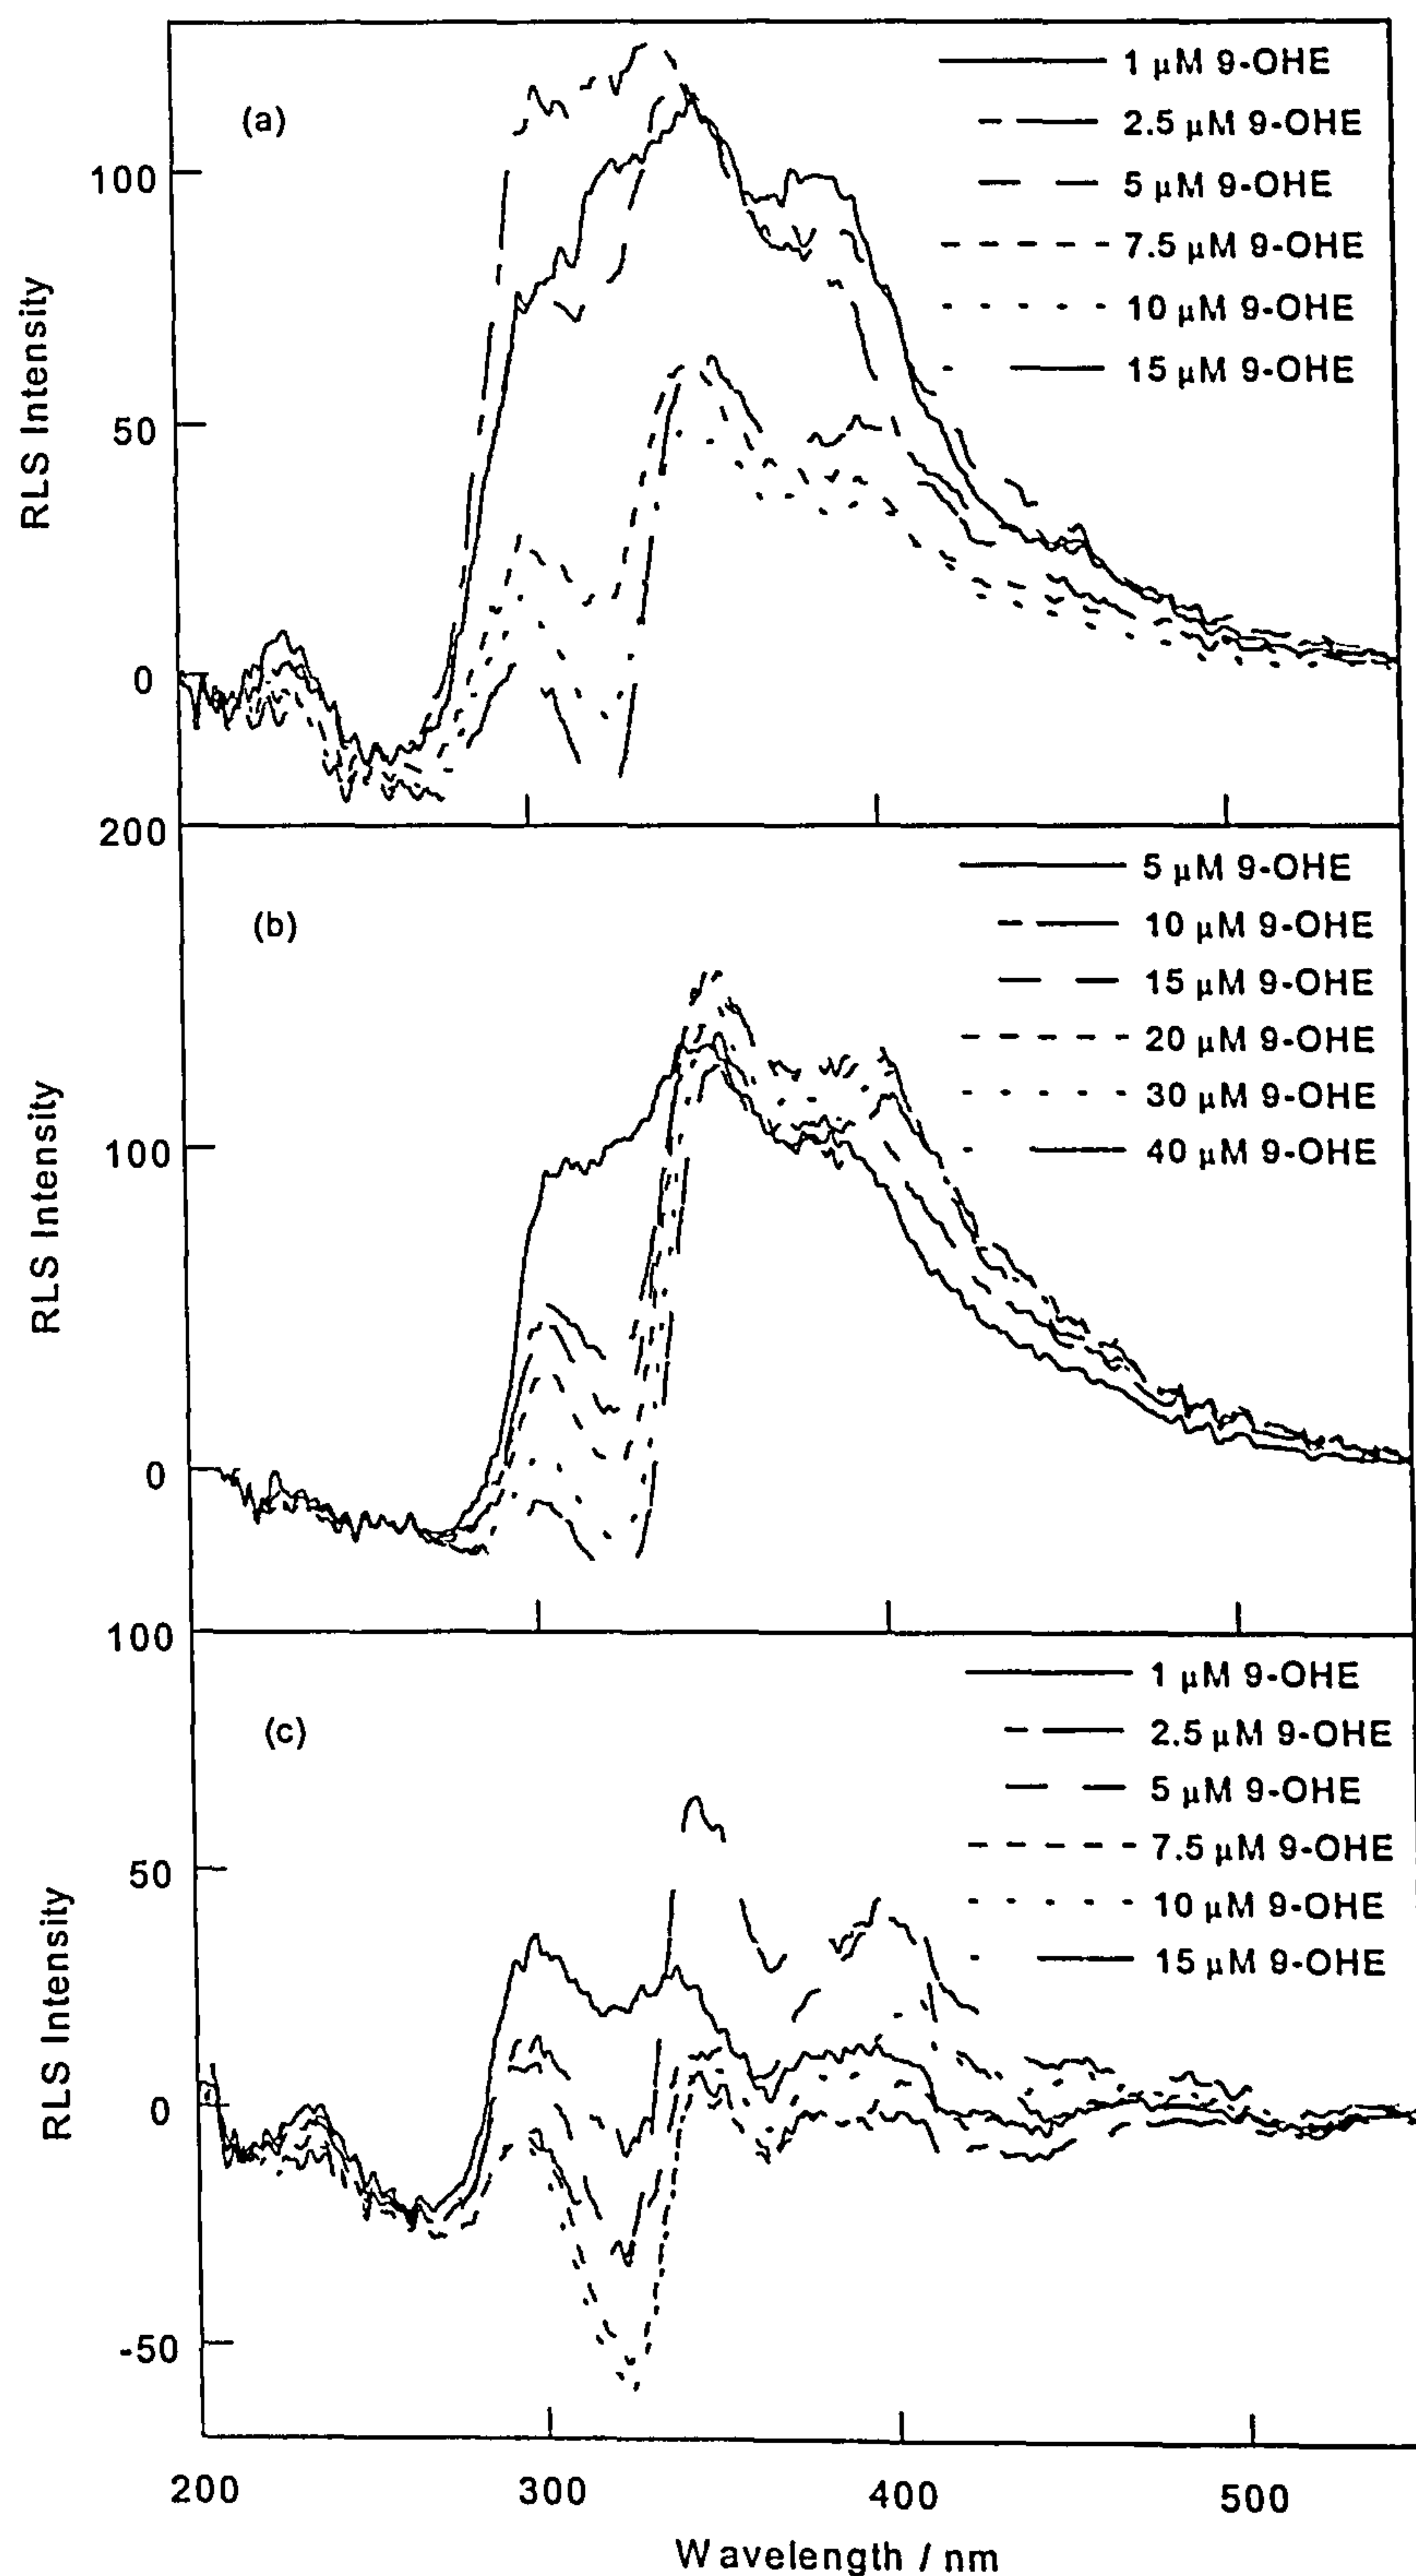 (a)
1 μM 9-OHE
2.5 μM 9-OHE
5 μM 9-OHE
7.5 μM 9-OHE
10 μM 9-OHE
15 μM 9-OHE
100
50
0
RLS Intensity
200
(b)
5 μM 9-OHE
10 μM 9-OHE
15 μM 9-OHE
20 μM 9-OHE
30 μM 9-OHE
40 μM 9-OHE
100
0
RLS Intensity
100
(c)
1 μM 9-OHE
2.5 μM 9-OHE
5 μM 9-OHE
7.5 μM 9-OHE
10 μM 9-OHE
15 μM 9-OHE
50
0
-50
RLS Intensity
200 300 400 500
Wavelength / nm